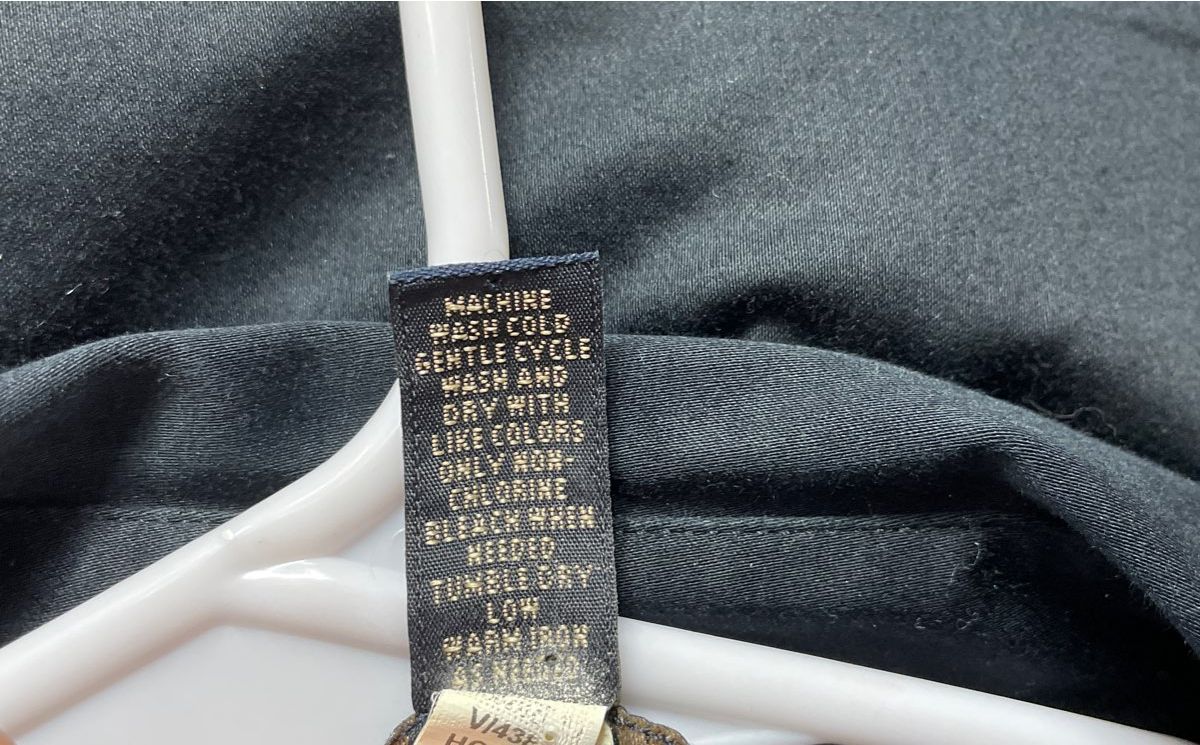 MACHINE
WASH COLD
GENTLE CYCLE
WASH AND
DRY WITH
LIKE COLORS
ONLY NON-
CHLORINE
BLEACH WHEN
NEEDED
TUMBLE DRY
LOW
WARM IRON
AS NEEDED